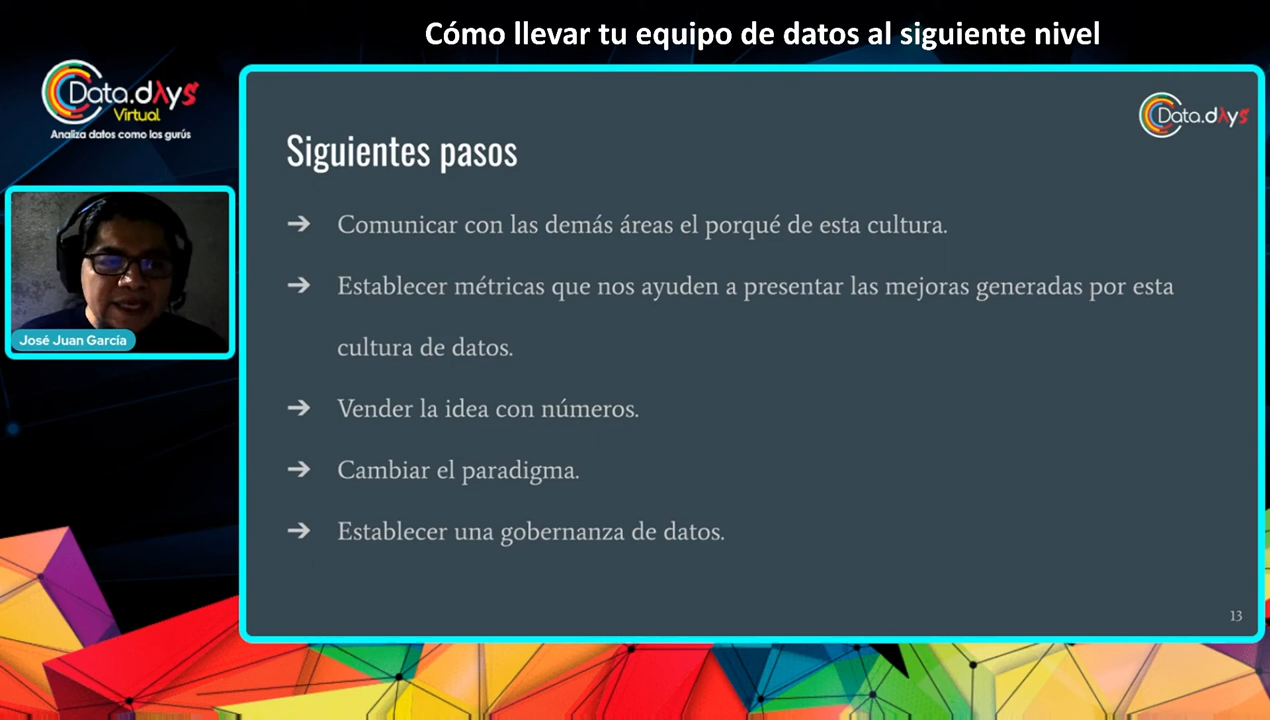 Cómo llevar tu equipo de datos al siguiente nivel
Data.dAys
Virtual
Analiza datos como los gurús
Data.dAys
Siguientes pasos
➔ Comunicar con las demás áreas el porqué de esta cultura.
➔ Establecer métricas que nos ayuden a presentar las mejoras generadas por esta
cultura de datos.
➔ Vender la idea con números.
➔ Cambiar el paradigma.
➔ Establecer una gobernanza de datos.
José Juan García
13